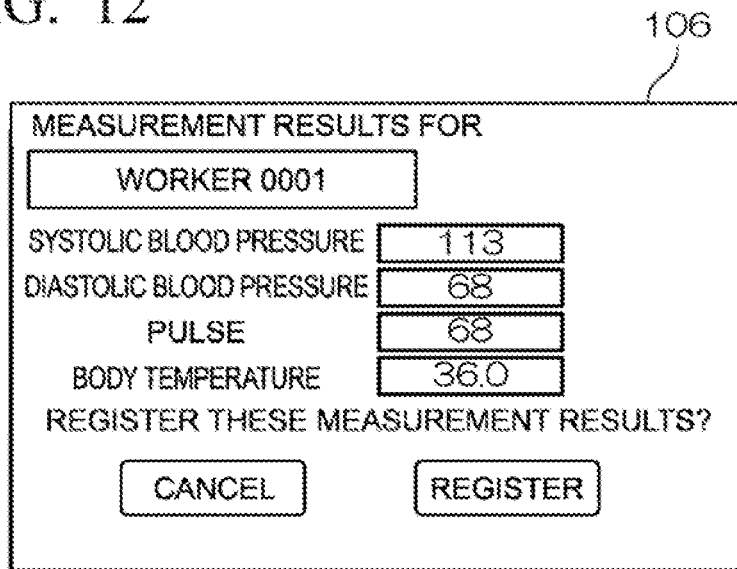 FIG. 12
106
MEASUREMENT RESULTS FOR
WORKER 0001
SYSTOLIC BLOOD PRESSURE 113
DIASTOLIC BLOOD PRESSURE 68
PULSE 68
BODY TEMPERATURE 36.0
REGISTER THESE MEASUREMENT RESULTS?
CANCEL REGISTER